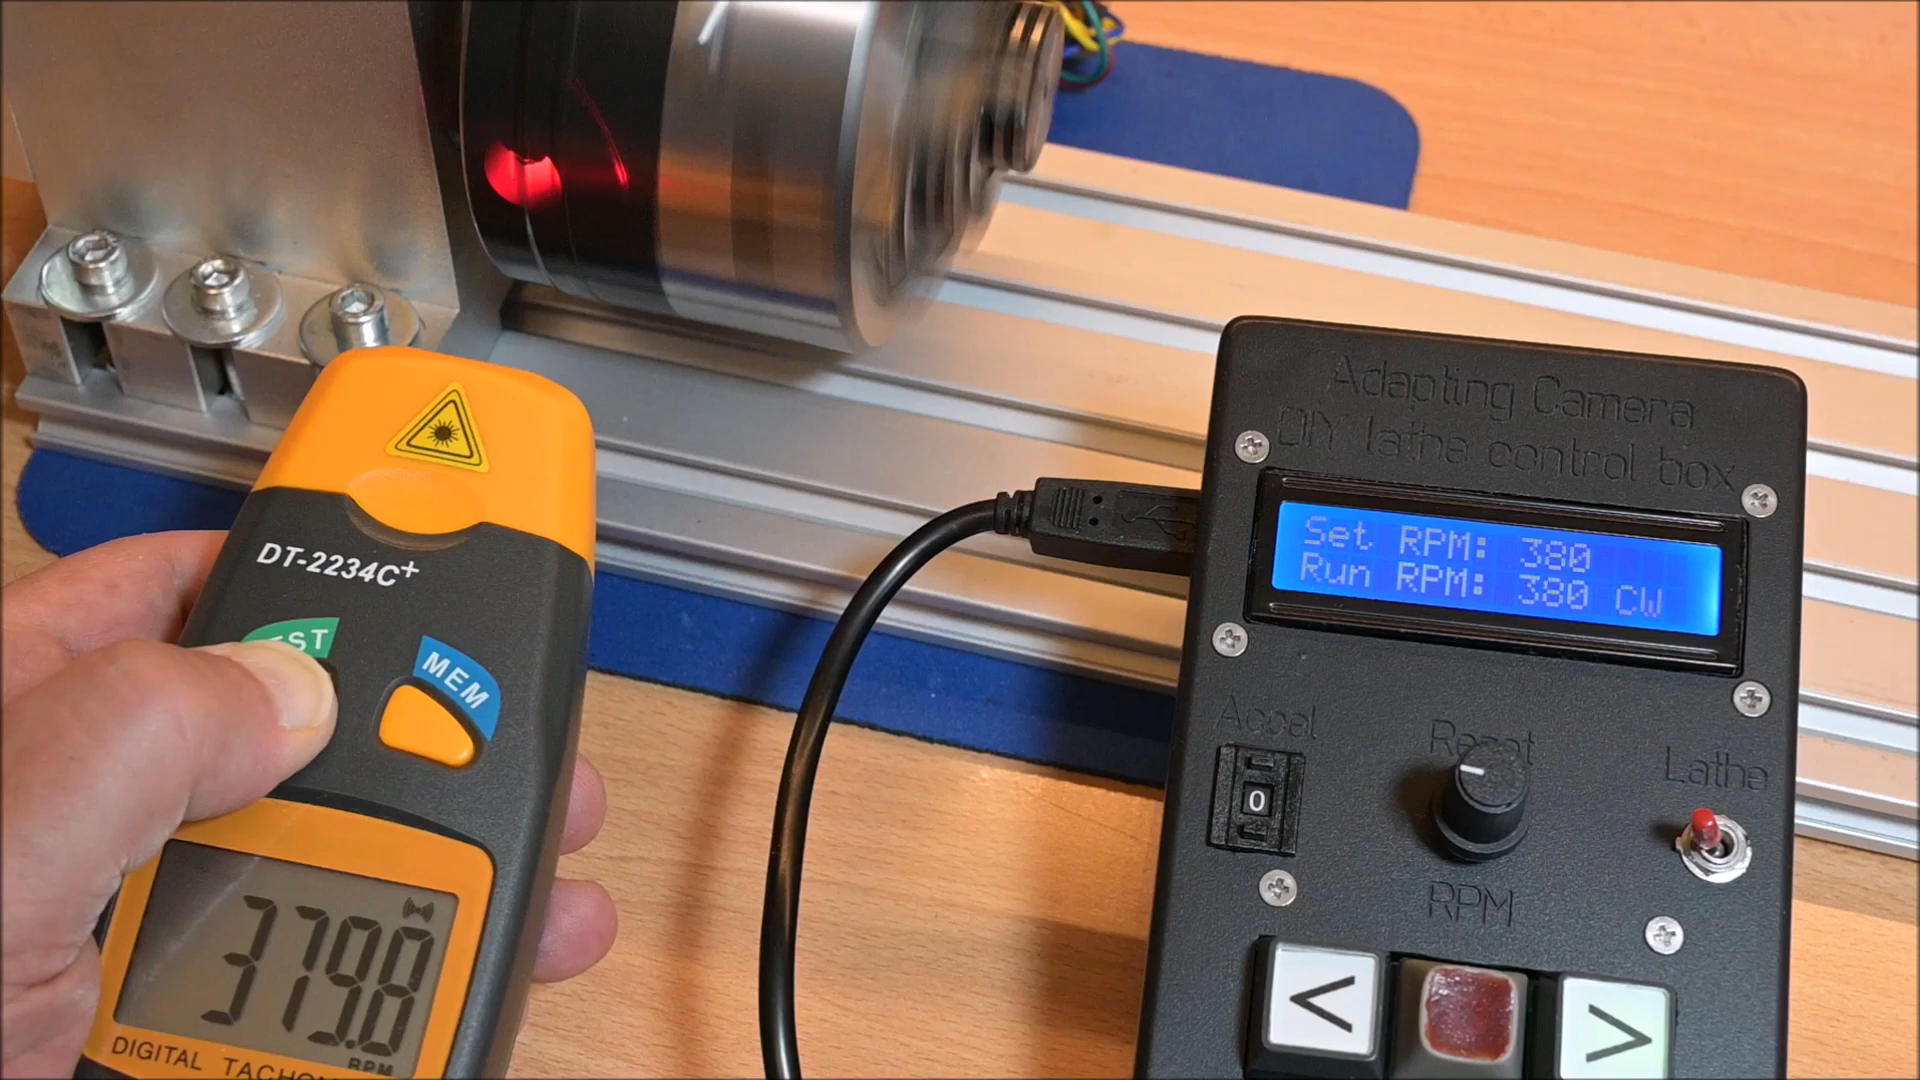 Adapting Camera
DIY lathe control box
Set RPM: 380
Run RPM: 380 CW
DT-2234C+
MEM
Accel
Reset
Lathe
0
RPM
379.8
RPM
DIGITAL
< >